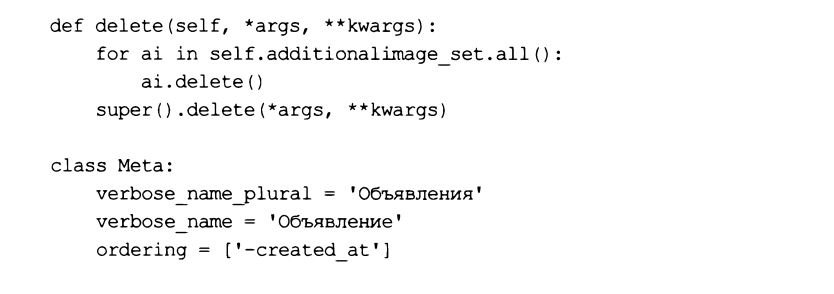 def delete(self, *args, **kwargs):
    for ai in self.additionalimage_set.all():
        ai.delete()
    super().delete(*args, **kwargs)

class Meta:
    verbose_name_plural = 'Объявления'
    verbose_name = 'Объявление'
    ordering = ['-created_at']